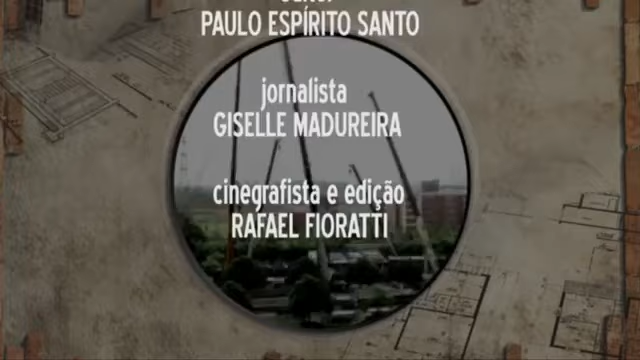 PAULO ESPÍRITO SANTO
jornalista
GISELLE MADUREIRA
cinegrafista e edição
RAFAEL FIORATTI